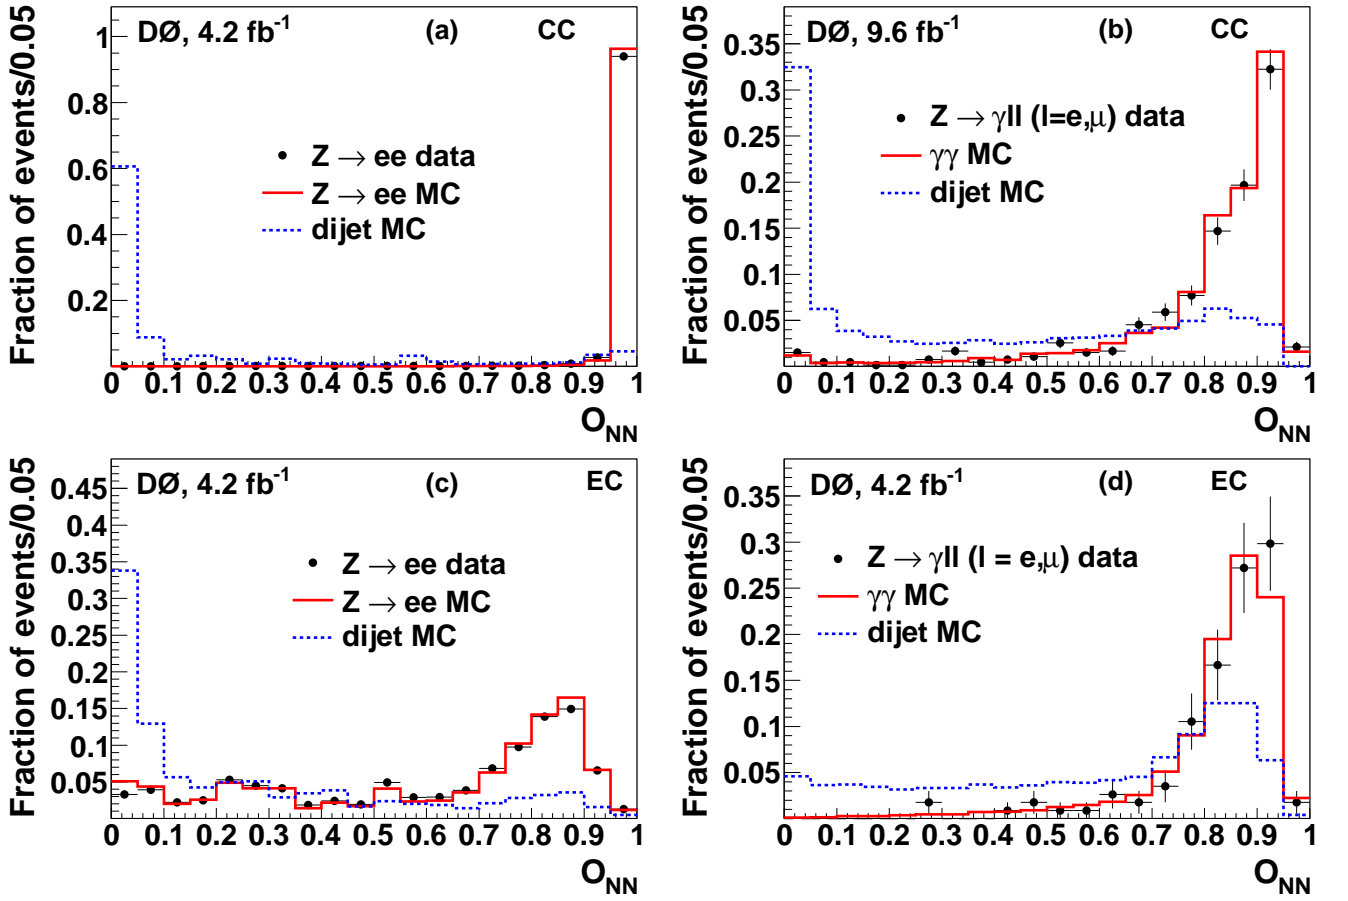 Fraction of events/0.05
DØ, 4.2 fb⁻¹ (a) CC
1
0.8
0.6
0.4
0.2
Z → ee data
Z → ee MC
dijet MC
0 0.1 0.2 0.3 0.4 0.5 0.6 0.7 0.8 0.9 1
O_NN
Fraction of events/0.05
DØ, 9.6 fb⁻¹ (b) CC
0.35
0.3
0.25
0.2
0.15
0.1
0.05
Z → γll (l=e,μ) data
γγ MC
dijet MC
0 0.1 0.2 0.3 0.4 0.5 0.6 0.7 0.8 0.9 1
O_NN
Fraction of events/0.05
DØ, 4.2 fb⁻¹ (c) EC
0.45
0.4
0.35
0.3
0.25
0.2
0.15
0.1
0.05
Z → ee data
Z → ee MC
dijet MC
0 0.1 0.2 0.3 0.4 0.5 0.6 0.7 0.8 0.9 1
O_NN
Fraction of events/0.05
DØ, 4.2 fb⁻¹ (d) EC
0.35
0.3
0.25
0.2
0.15
0.1
0.05
Z → γll (l = e,μ) data
γγ MC
dijet MC
0 0.1 0.2 0.3 0.4 0.5 0.6 0.7 0.8 0.9 1
O_NN